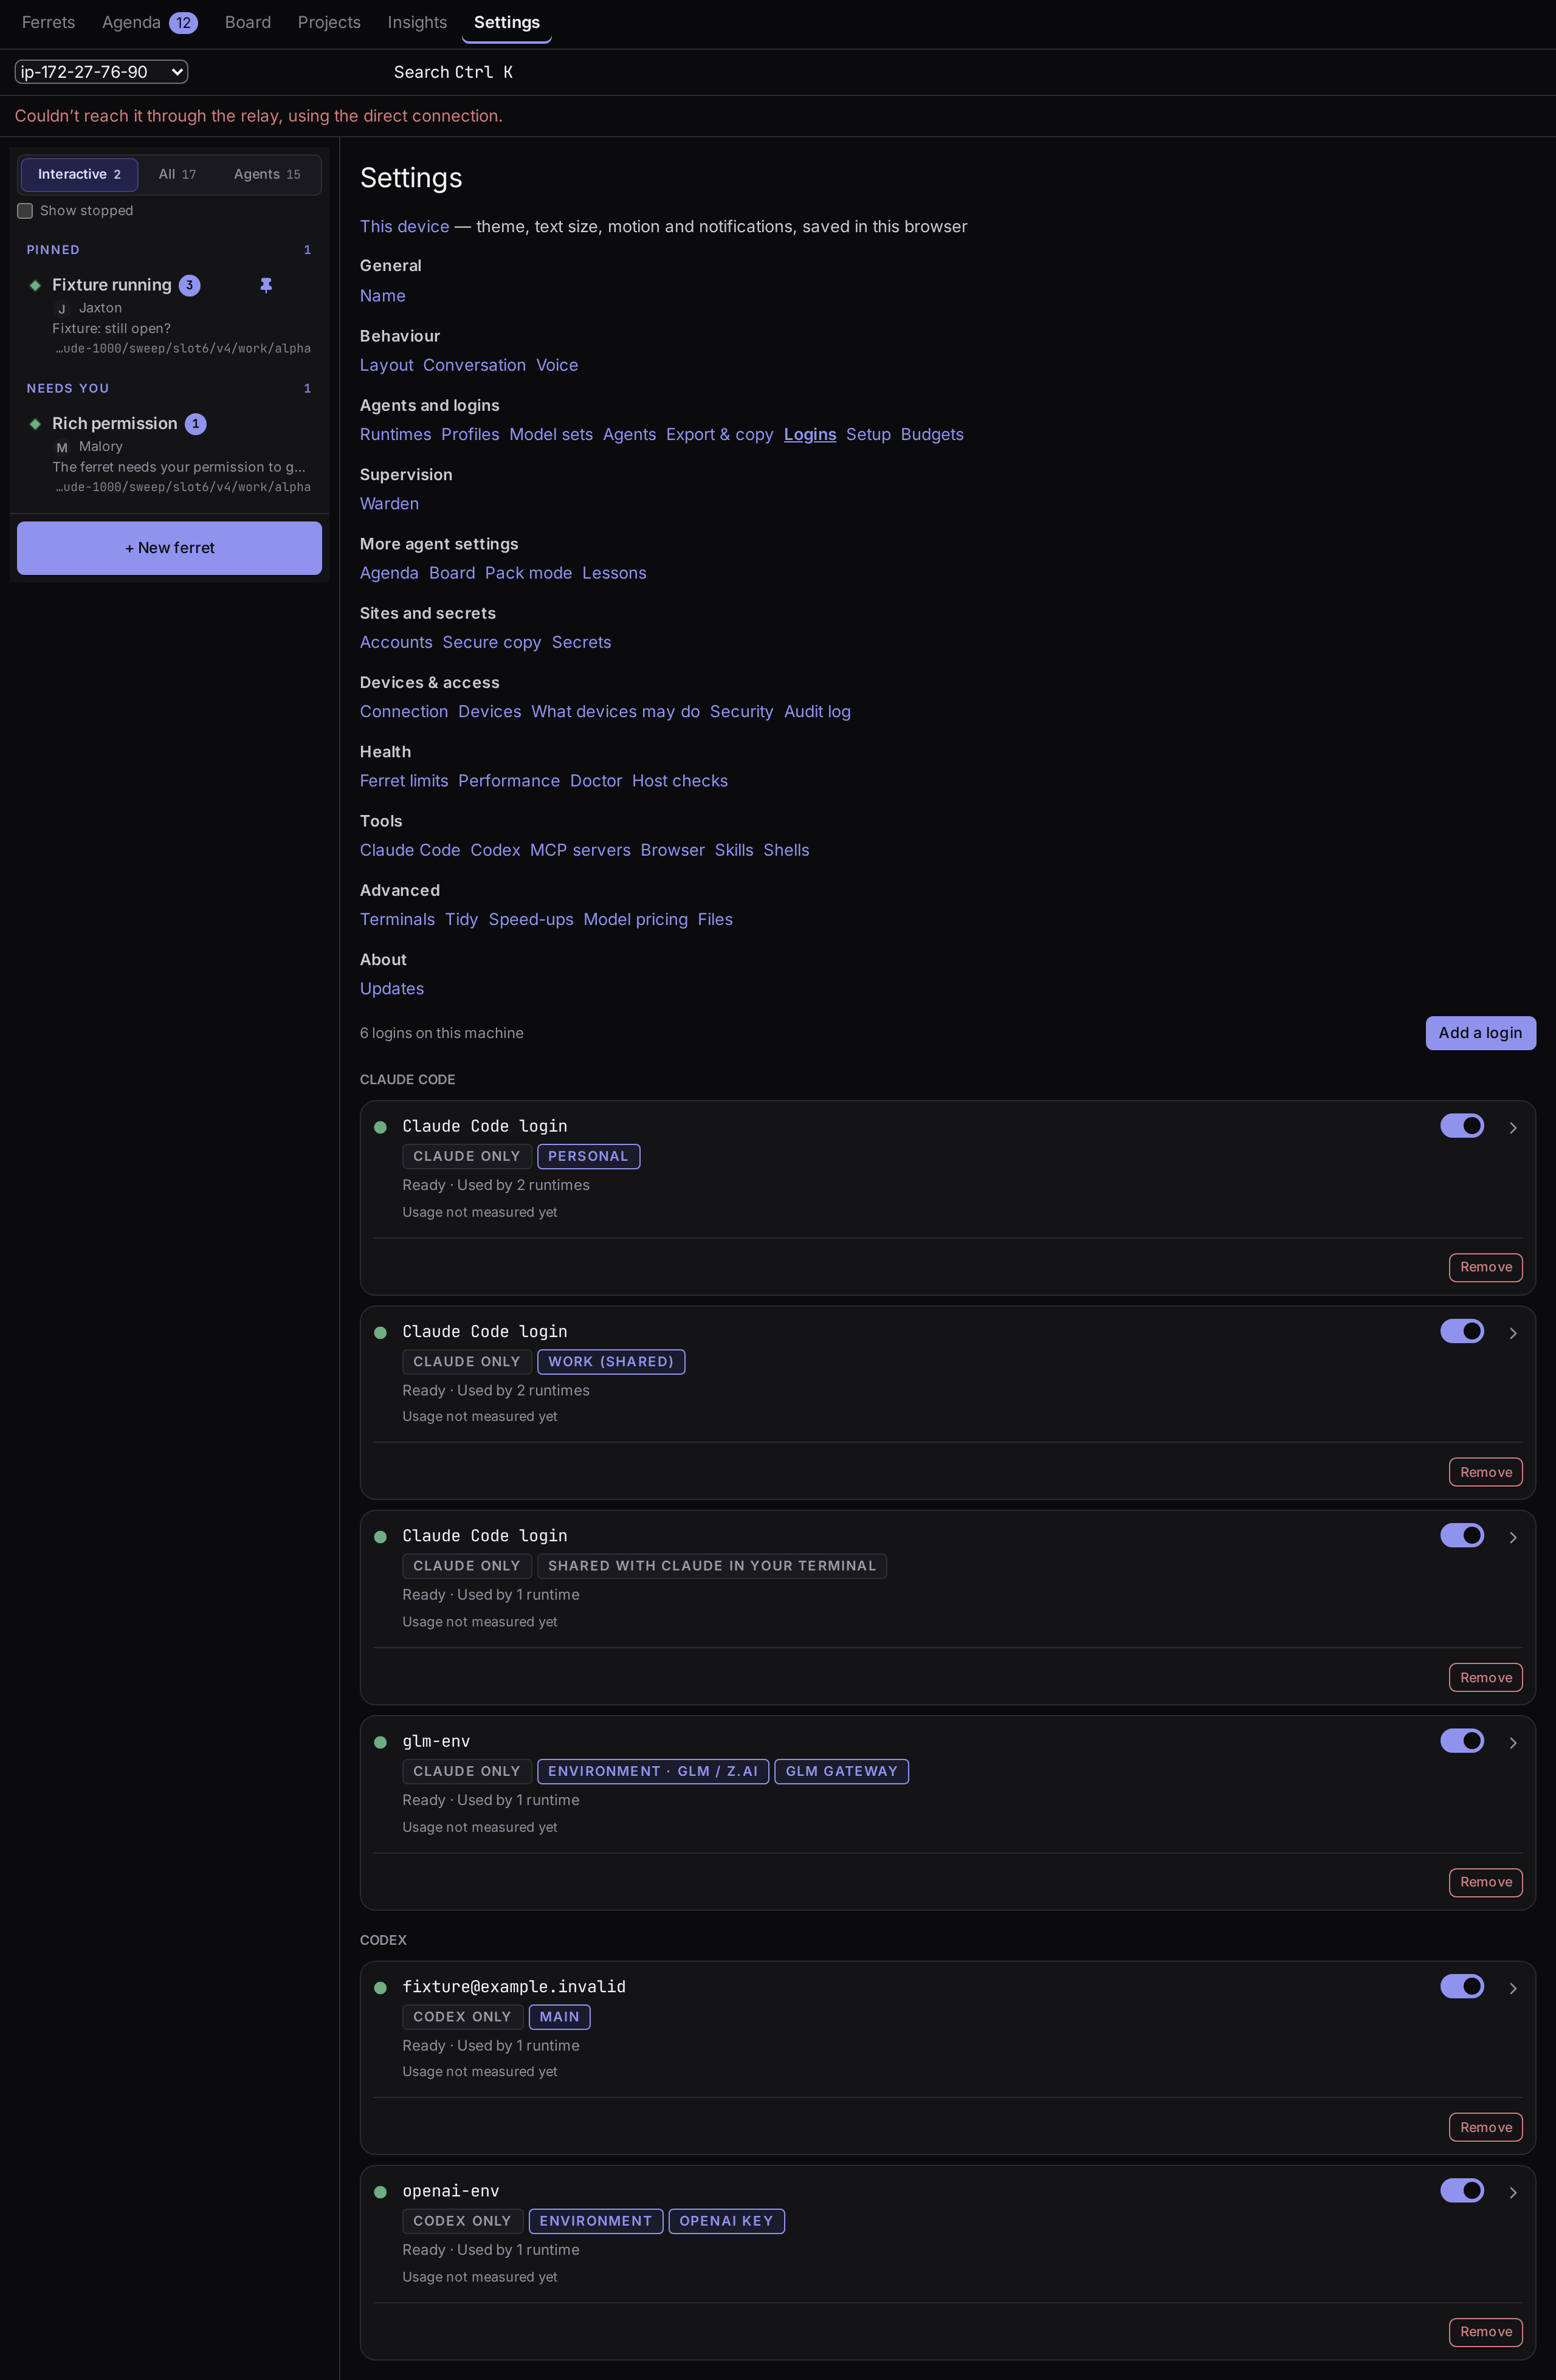 Ferrets Agenda 12 Board Projects Insights Settings
ip-172-27-76-90 Search Ctrl K
Couldn’t reach it through the relay, using the direct connection.
Interactive 2 All 17 Agents 15
Show stopped
PINNED 1
Fixture running 3
J Jaxton
Fixture: still open?
…ude-1000/sweep/slot6/v4/work/alpha
NEEDS YOU 1
Rich permission 1
M Malory
The ferret needs your permission to g…
…ude-1000/sweep/slot6/v4/work/alpha
+ New ferret
Settings
This device — theme, text size, motion and notifications, saved in this browser
General
Name
Behaviour
Layout Conversation Voice
Agents and logins
Runtimes Profiles Model sets Agents Export & copy Logins Setup Budgets
Supervision
Warden
More agent settings
Agenda Board Pack mode Lessons
Sites and secrets
Accounts Secure copy Secrets
Devices & access
Connection Devices What devices may do Security Audit log
Health
Ferret limits Performance Doctor Host checks
Tools
Claude Code Codex MCP servers Browser Skills Shells
Advanced
Terminals Tidy Speed-ups Model pricing Files
About
Updates
6 logins on this machine Add a login
CLAUDE CODE
Claude Code login
CLAUDE ONLY PERSONAL
Ready · Used by 2 runtimes
Usage not measured yet
Remove
Claude Code login
CLAUDE ONLY WORK (SHARED)
Ready · Used by 2 runtimes
Usage not measured yet
Remove
Claude Code login
CLAUDE ONLY SHARED WITH CLAUDE IN YOUR TERMINAL
Ready · Used by 1 runtime
Usage not measured yet
Remove
glm-env
CLAUDE ONLY ENVIRONMENT · GLM / Z.AI GLM GATEWAY
Ready · Used by 1 runtime
Usage not measured yet
Remove
CODEX
fixture@example.invalid
CODEX ONLY MAIN
Ready · Used by 1 runtime
Usage not measured yet
Remove
openai-env
CODEX ONLY ENVIRONMENT OPENAI KEY
Ready · Used by 1 runtime
Usage not measured yet
Remove